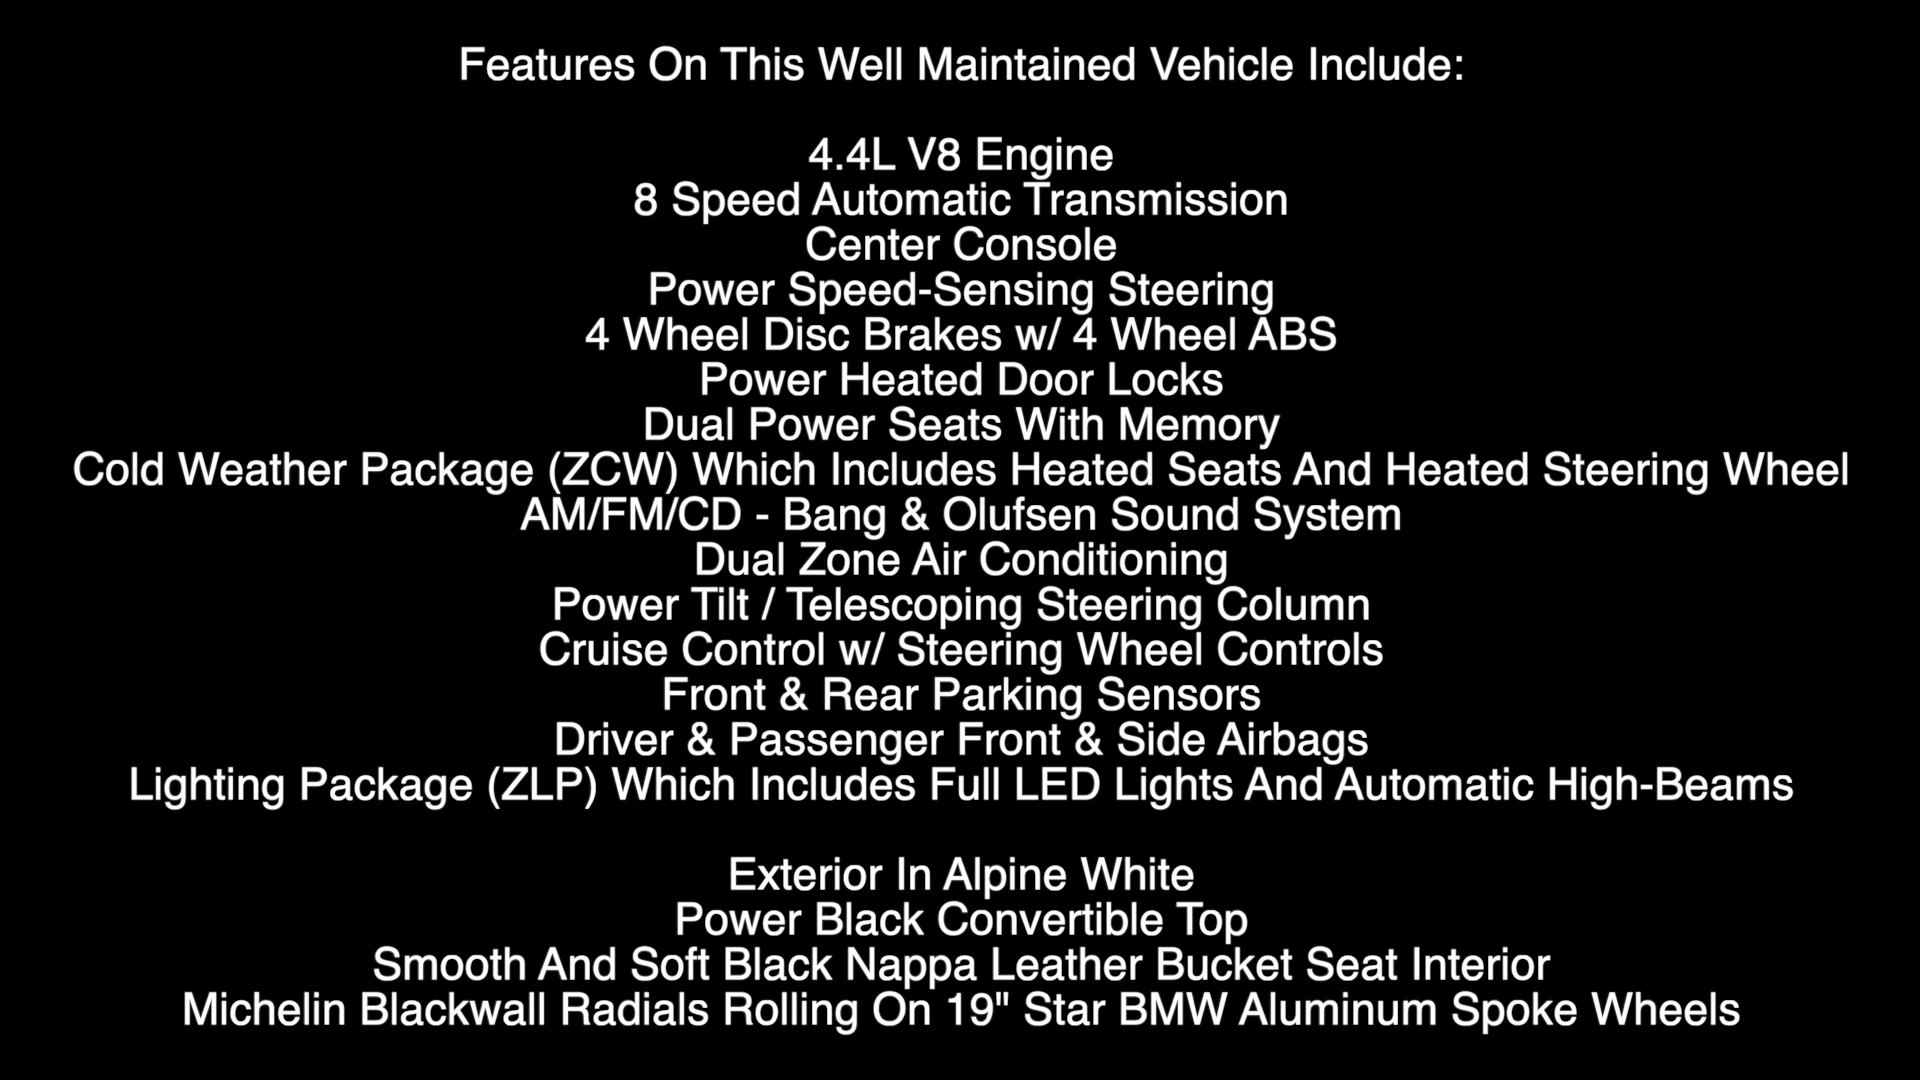 Features On This Well Maintained Vehicle Include:
4.4L V8 Engine
8 Speed Automatic Transmission
Center Console
Power Speed-Sensing Steering
4 Wheel Disc Brakes w/ 4 Wheel ABS
Power Heated Door Locks
Dual Power Seats With Memory
Cold Weather Package (ZCW) Which Includes Heated Seats And Heated Steering Wheel
AM/FM/CD - Bang & Olufsen Sound System
Dual Zone Air Conditioning
Power Tilt / Telescoping Steering Column
Cruise Control w/ Steering Wheel Controls
Front & Rear Parking Sensors
Driver & Passenger Front & Side Airbags
Lighting Package (ZLP) Which Includes Full LED Lights And Automatic High-Beams
Exterior In Alpine White
Power Black Convertible Top
Smooth And Soft Black Nappa Leather Bucket Seat Interior
Michelin Blackwall Radials Rolling On 19" Star BMW Aluminum Spoke Wheels